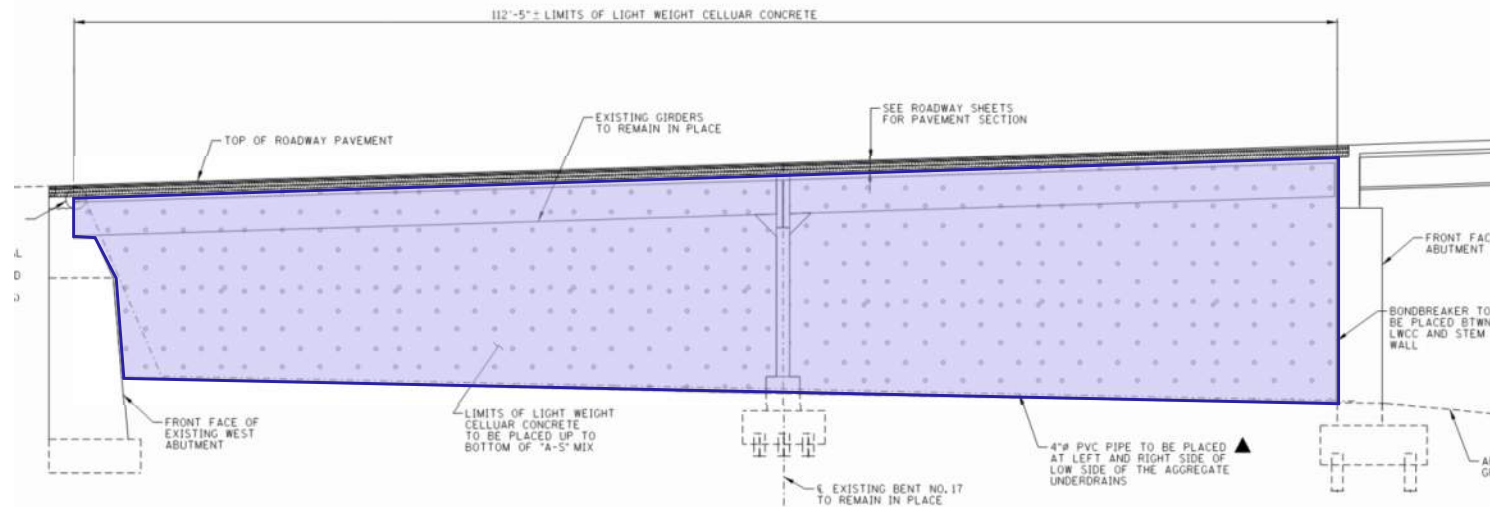 112'-5"± LIMITS OF LIGHT WEIGHT CELLUAR CONCRETE
EXISTING GIRDERS
TO REMAIN IN PLACE
SEE ROADWAY SHEETS
FOR PAVEMENT SECTION
TOP OF ROADWAY PAVEMENT
FRONT FAC
ABUTMENT
AL
D
D
BONDBREAKER TO
BE PLACED BTWN
LWCC AND STEM
WALL
FRONT FACE OF
EXISTING WEST
ABUTMENT
LIMITS OF LIGHT WEIGHT
CELLUAR CONCRETE
TO BE PLACED UP TO
BOTTOM OF "A-S" MIX
4"Ø PVC PIPE TO BE PLACED
AT LEFT AND RIGHT SIDE OF
LOW SIDE OF THE AGGREGATE
UNDERDRAINS
℄ EXISTING BENT NO. 17
TO REMAIN IN PLACE